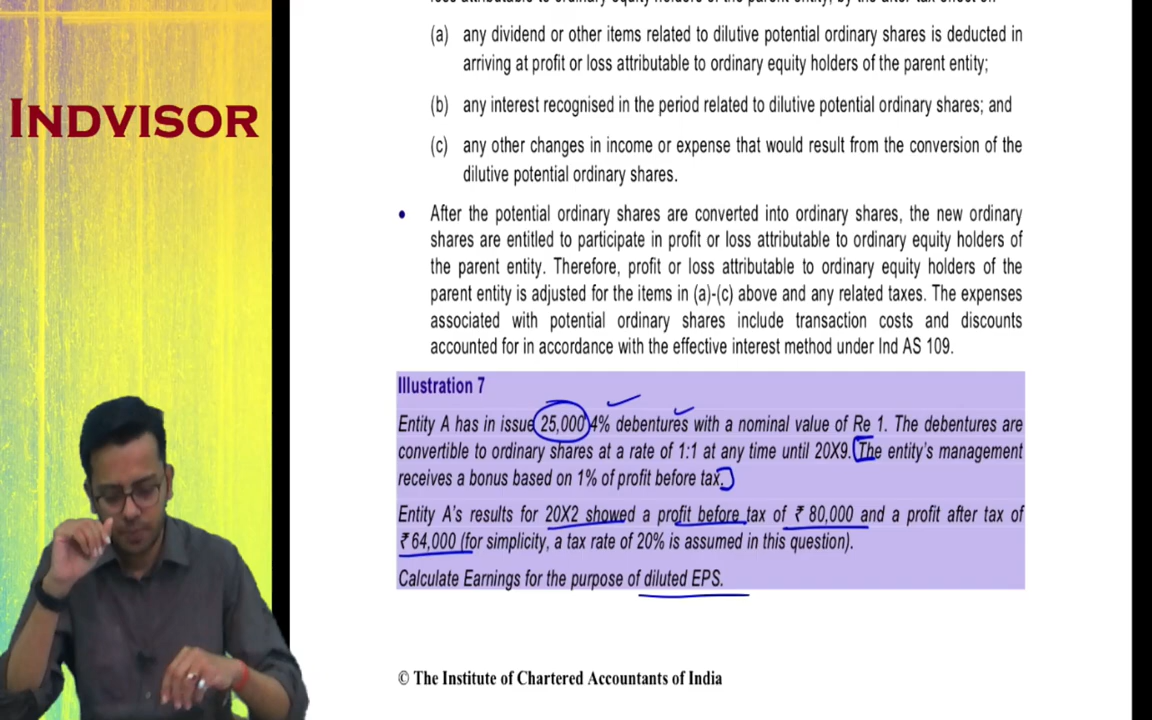 INDVISOR
(a) any dividend or other items related to dilutive potential ordinary shares is deducted in
arriving at profit or loss attributable to ordinary equity holders of the parent entity;
(b) any interest recognised in the period related to dilutive potential ordinary shares; and
(c) any other changes in income or expense that would result from the conversion of the
dilutive potential ordinary shares.
• After the potential ordinary shares are converted into ordinary shares, the new ordinary
shares are entitled to participate in profit or loss attributable to ordinary equity holders of
the parent entity. Therefore, profit or loss attributable to ordinary equity holders of the
parent entity is adjusted for the items in (a)-(c) above and any related taxes. The expenses
associated with potential ordinary shares include transaction costs and discounts
accounted for in accordance with the effective interest method under Ind AS 109.
Illustration 7
Entity A has in issue 25,000 4% debentures with a nominal value of Re 1. The debentures are
convertible to ordinary shares at a rate of 1:1 at any time until 20X9. The entity's management
receives a bonus based on 1% of profit before tax.
Entity A's results for 20X2 showed a profit before tax of ₹ 80,000 and a profit after tax of
₹ 64,000 (for simplicity, a tax rate of 20% is assumed in this question).
Calculate Earnings for the purpose of diluted EPS.
© The Institute of Chartered Accountants of India